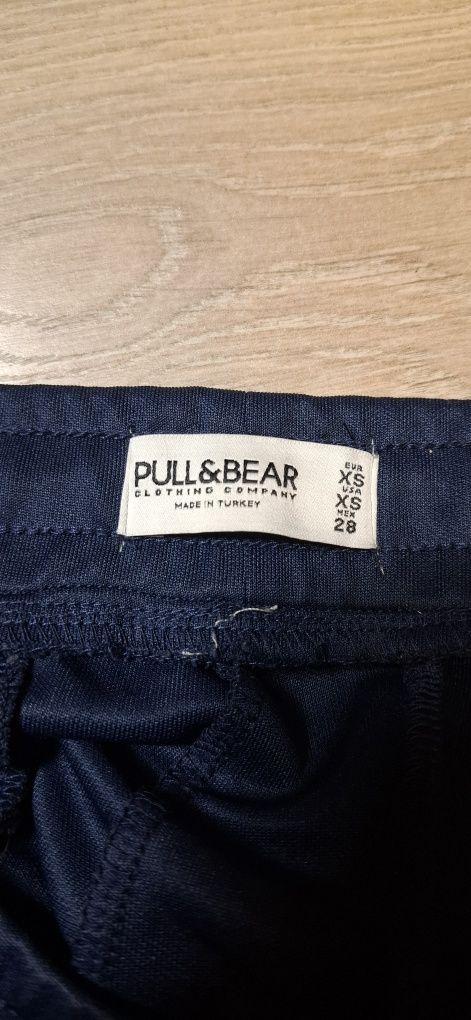 PULL&BEAR
CLOTHING COMPANY
MADE IN TURKEY
EUR
XS
USA
XS
MEX
28